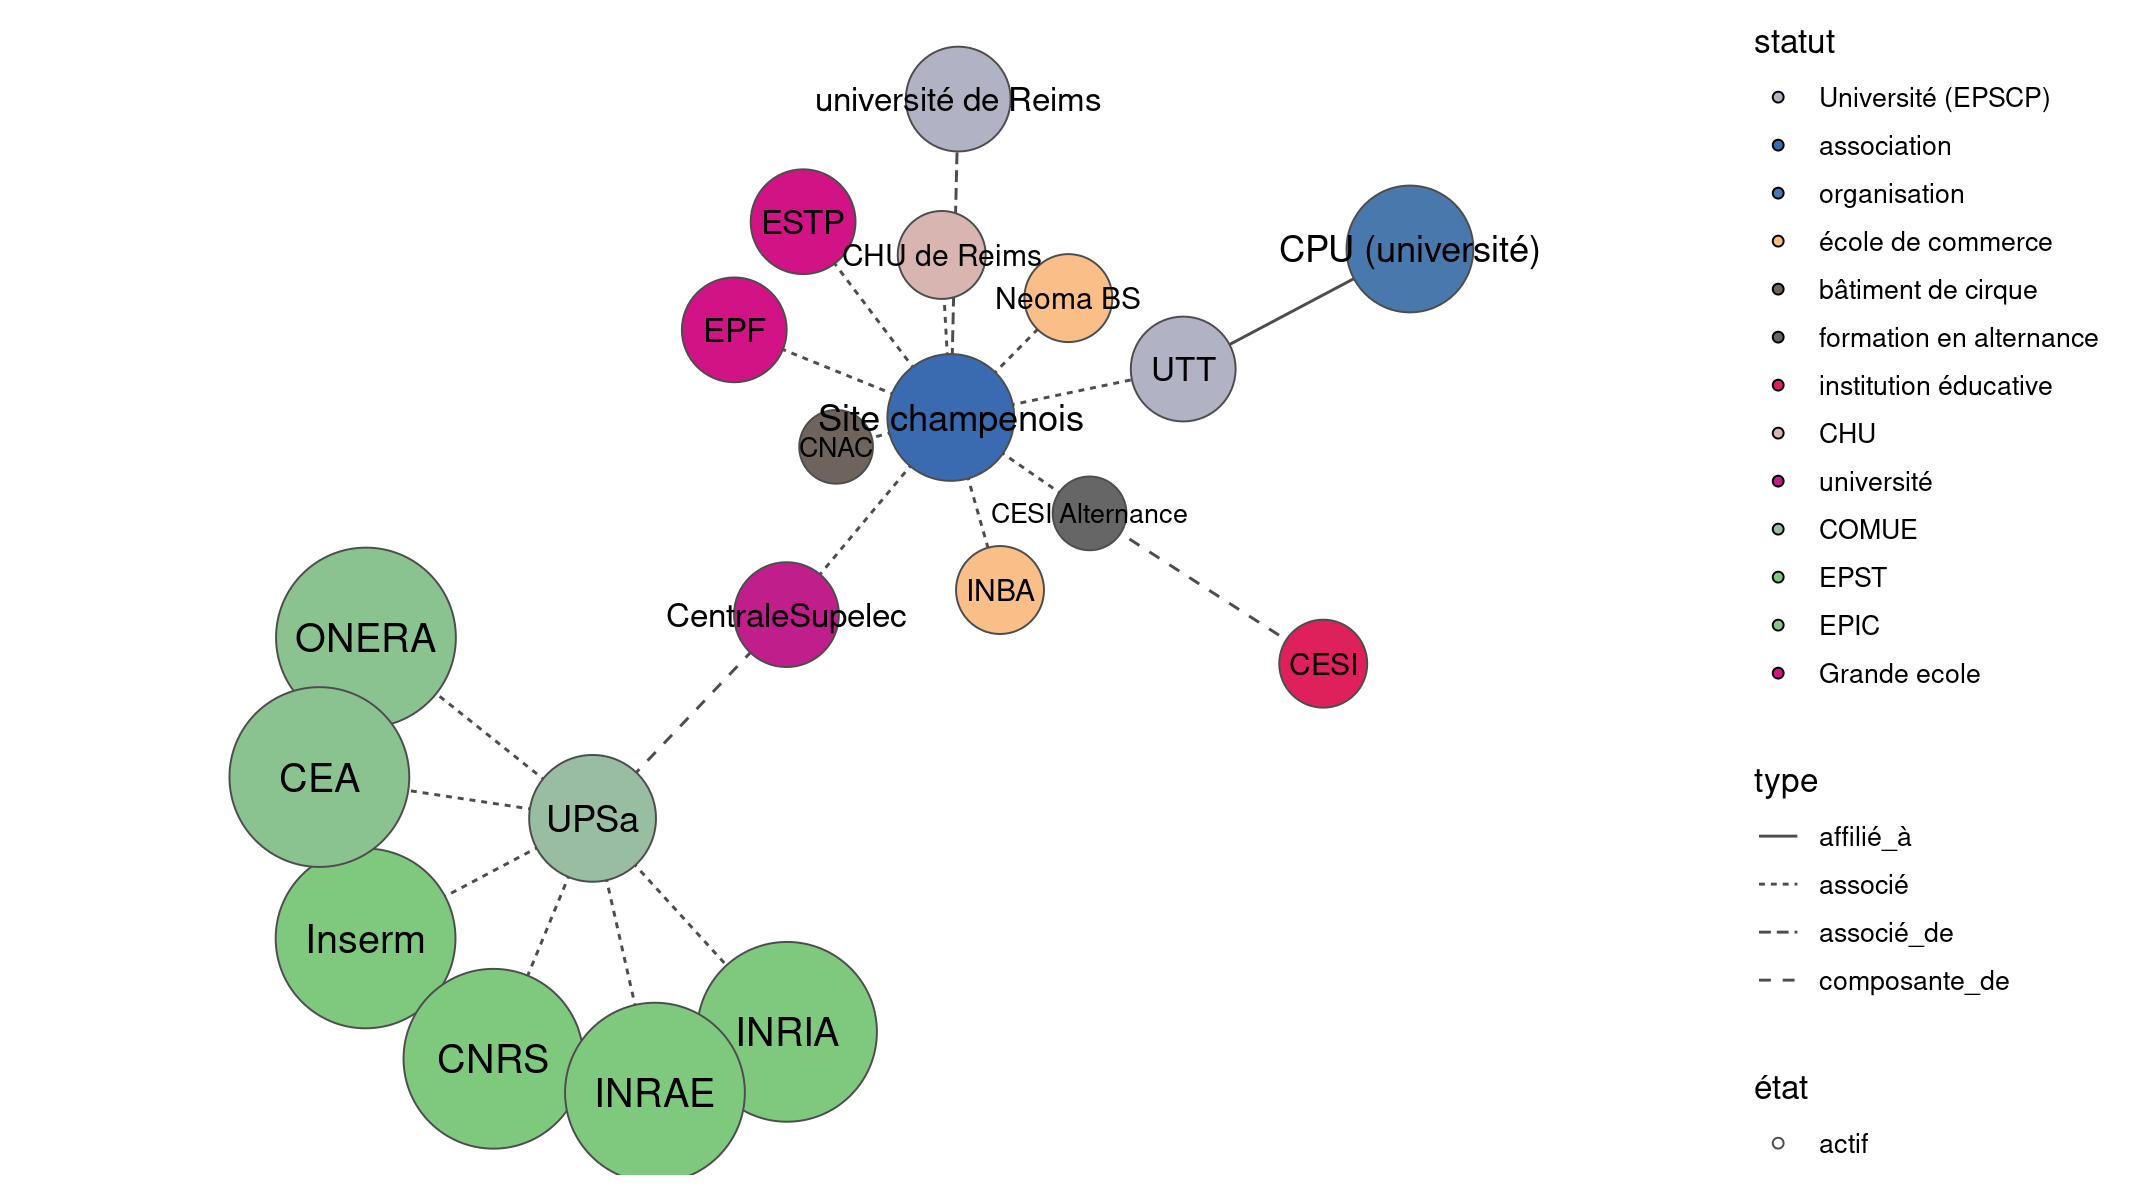 université de Reims
ESTP
CHU de Reims
CPU (université)
Neoma BS
EPF
UTT
Site champenois
CNAC
CESI Alternance
INBA
CentraleSupelec
ONERA
CESI
CEA
UPSa
Inserm
INRIA
CNRS
INRAE
statut
Université (EPSCP)
association
organisation
école de commerce
bâtiment de cirque
formation en alternance
institution éducative
CHU
université
COMUE
EPST
EPIC
Grande ecole
type
affilié_à
associé
associé_de
composante_de
état
actif